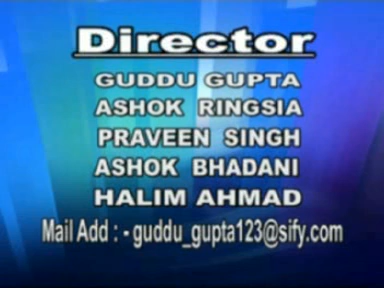 Director
GUDDU GUPTA
ASHOK RINGSIA
PRAVEEN SINGH
ASHOK BHADANI
HALIM AHMAD
Mail Add : - guddu_gupta123@sify.com